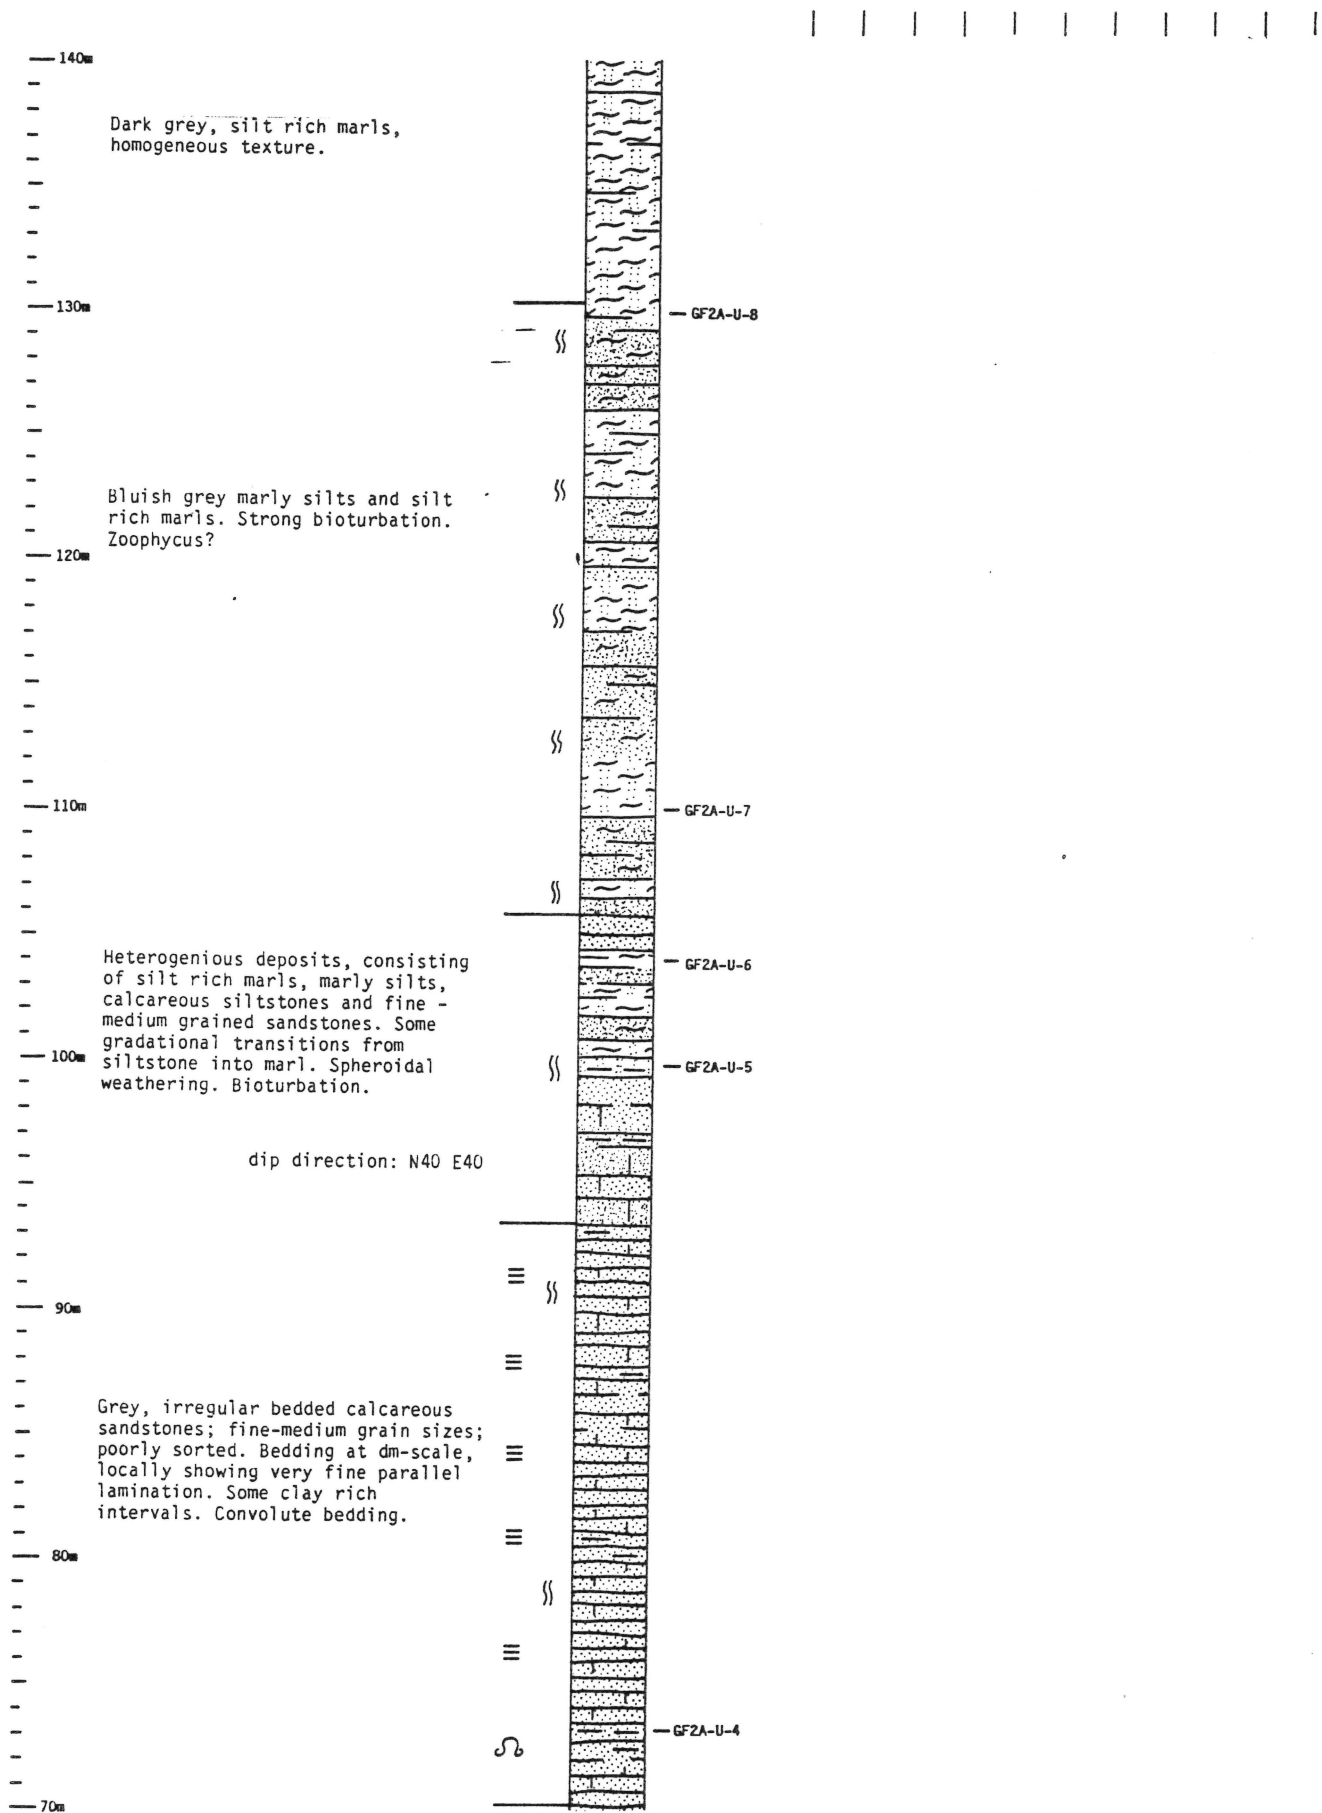 140m
Dark grey, silt rich marls,
homogeneous texture.
130m
GF2A-U-8
Bluish grey marly silts and silt
rich marls. Strong bioturbation.
Zoophycus?
120m
110m
GF2A-U-7
Heterogenious deposits, consisting
of silt rich marls, marly silts,
calcareous siltstones and fine -
medium grained sandstones. Some
gradational transitions from
siltstone into marl. Spheroidal
weathering. Bioturbation.
GF2A-U-6
100m
GF2A-U-5
dip direction: N40 E40
90m
Grey, irregular bedded calcareous
sandstones; fine-medium grain sizes;
poorly sorted. Bedding at dm-scale,
locally showing very fine parallel
lamination. Some clay rich
intervals. Convolute bedding.
80m
GF2A-U-4
70m